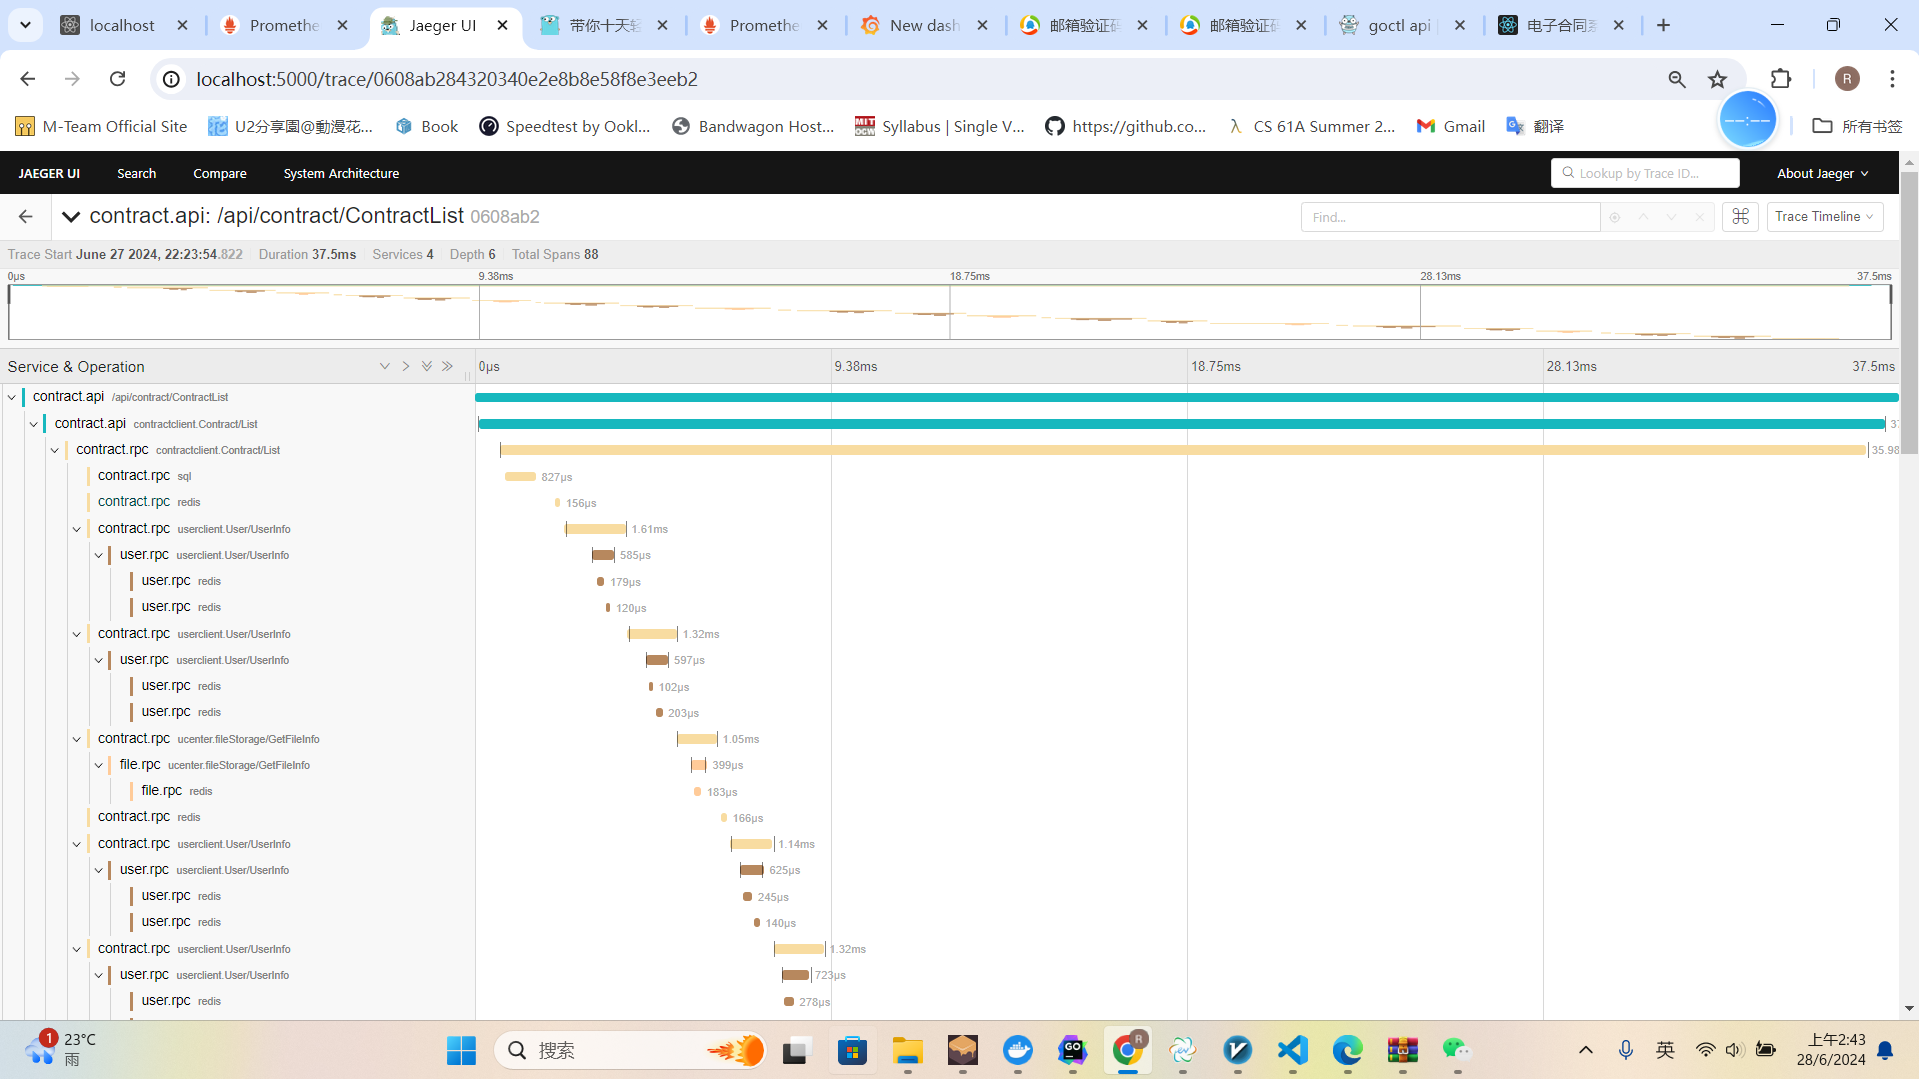 localhost
Promethe
Jaeger UI
带你十天轻
Promethe
New dash
邮箱验证码
邮箱验证码
goctl api
电子合同系
localhost:5000/trace/0608ab284320340e2e8b8e58f8e3eeb2
R
M-Team Official Site
U2分享園@動漫花...
Book
Speedtest by Ookl...
Bandwagon Host...
Syllabus | Single V...
https://github.co...
CS 61A Summer 2...
Gmail
翻译
--:--
所有书签
JAEGER UI
Search
Compare
System Architecture
Lookup by Trace ID...
About Jaeger
contract.api: /api/contract/ContractList 0608ab2
Find...
Trace Timeline
Trace Start June 27 2024, 22:23:54.822 Duration 37.5ms Services 4 Depth 6 Total Spans 88
0μs 9.38ms 18.75ms 28.13ms 37.5ms
Service & Operation 0μs 9.38ms 18.75ms 28.13ms 37.5ms
contract.api /api/contract/ContractList
contract.api contractclient.Contract/List
contract.rpc contractclient.Contract/List 35.98
contract.rpc sql 827μs
contract.rpc redis 156μs
contract.rpc userclient.User/UserInfo 1.61ms
user.rpc userclient.User/UserInfo 585μs
user.rpc redis 179μs
user.rpc redis 120μs
contract.rpc userclient.User/UserInfo 1.32ms
user.rpc userclient.User/UserInfo 597μs
user.rpc redis 102μs
user.rpc redis 203μs
contract.rpc ucenter.fileStorage/GetFileInfo 1.05ms
file.rpc ucenter.fileStorage/GetFileInfo 399μs
file.rpc redis 183μs
contract.rpc redis 166μs
contract.rpc userclient.User/UserInfo 1.14ms
user.rpc userclient.User/UserInfo 625μs
user.rpc redis 245μs
user.rpc redis 140μs
contract.rpc userclient.User/UserInfo 1.32ms
user.rpc userclient.User/UserInfo 723μs
user.rpc redis 278μs
1
23°C
雨
搜索
GO
R
英
上午2:43
28/6/2024